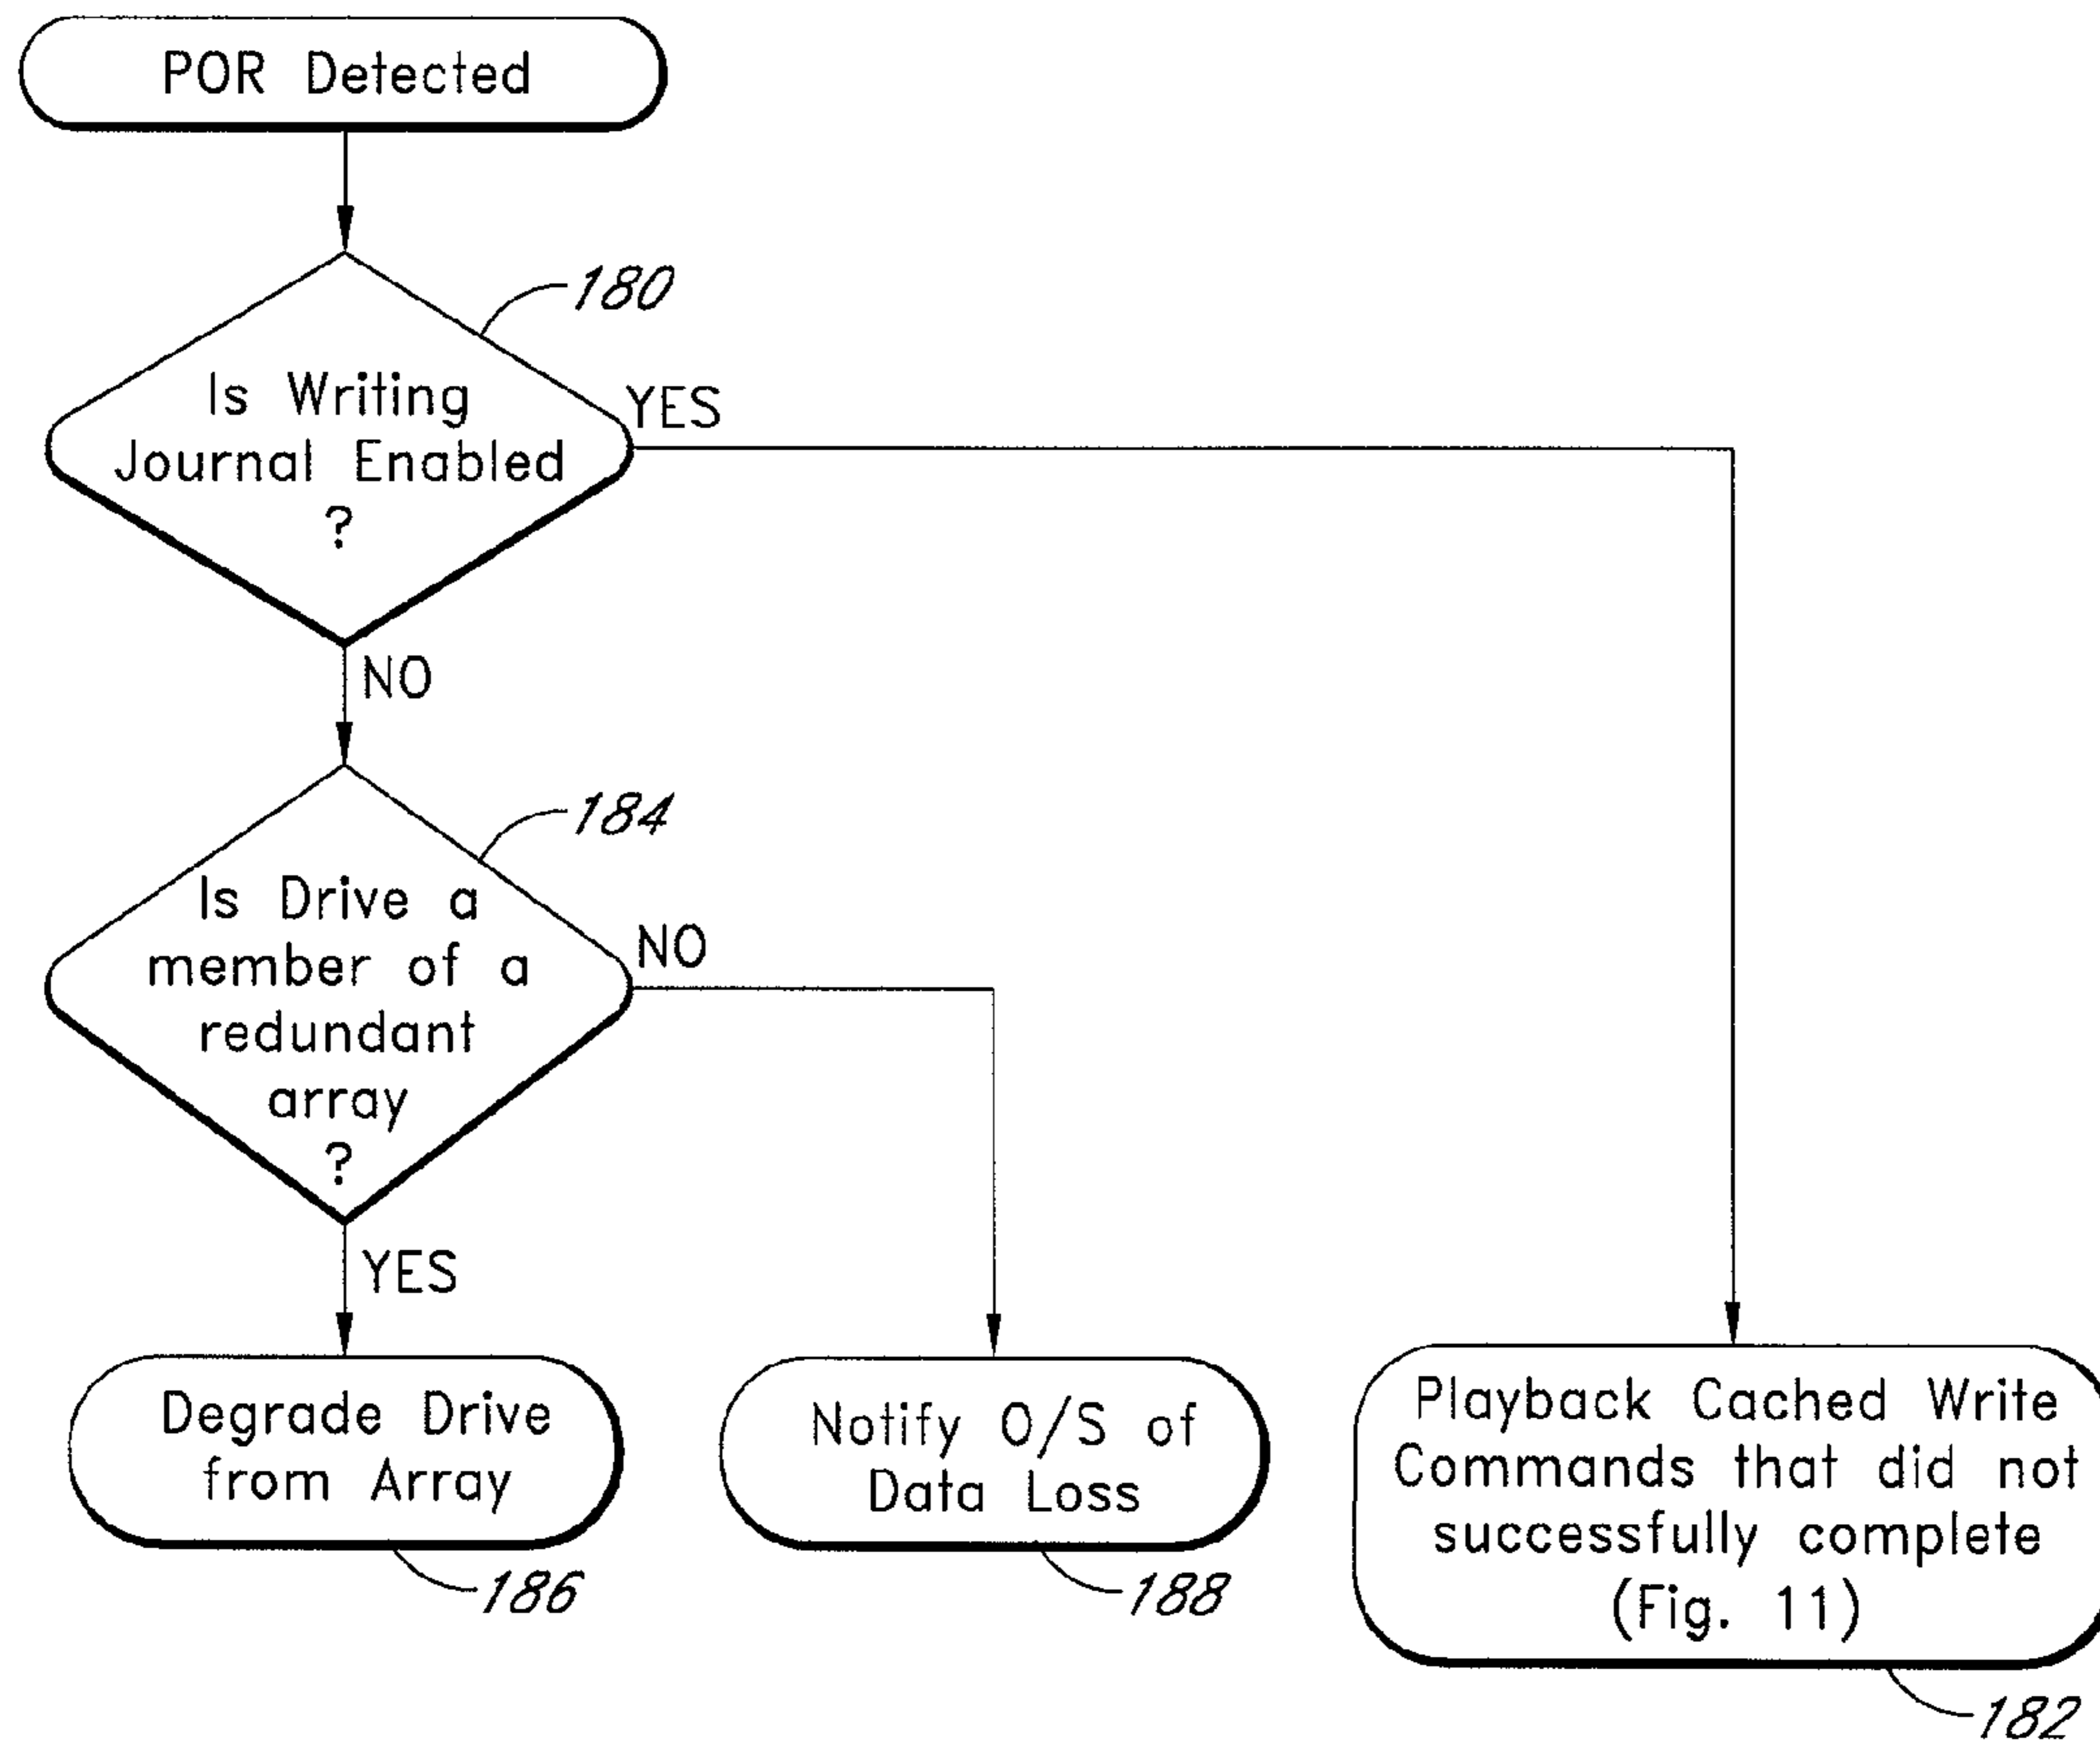 POR Detected
180
Is Writing
Journal Enabled
?
YES
NO
184
Is Drive a
member of a
redundant
array
?
NO
YES
Degrade Drive
from Array
186
Notify O/S of
Data Loss
188
Playback Cached Write
Commands that did not
successfully complete
(Fig. 11)
182